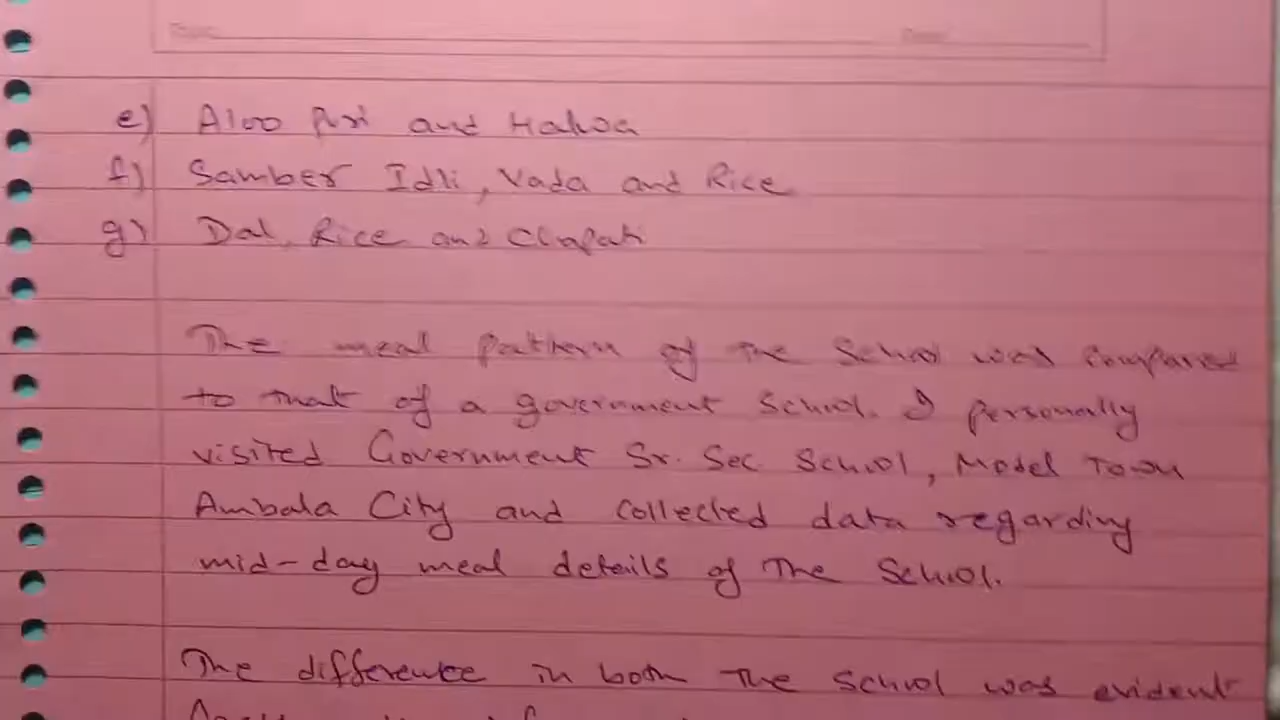 e) Aloo Puri and Halwa
f) Samber Idli, Vada and Rice
g) Dal, Rice and Chapati
The meal pattern of the School was compared
to that of a government School. I personally
visited Government Sr. Sec. School, Model Town
Ambala City and collected data regarding
mid-day meal details of The School.
The difference in both the School was evident